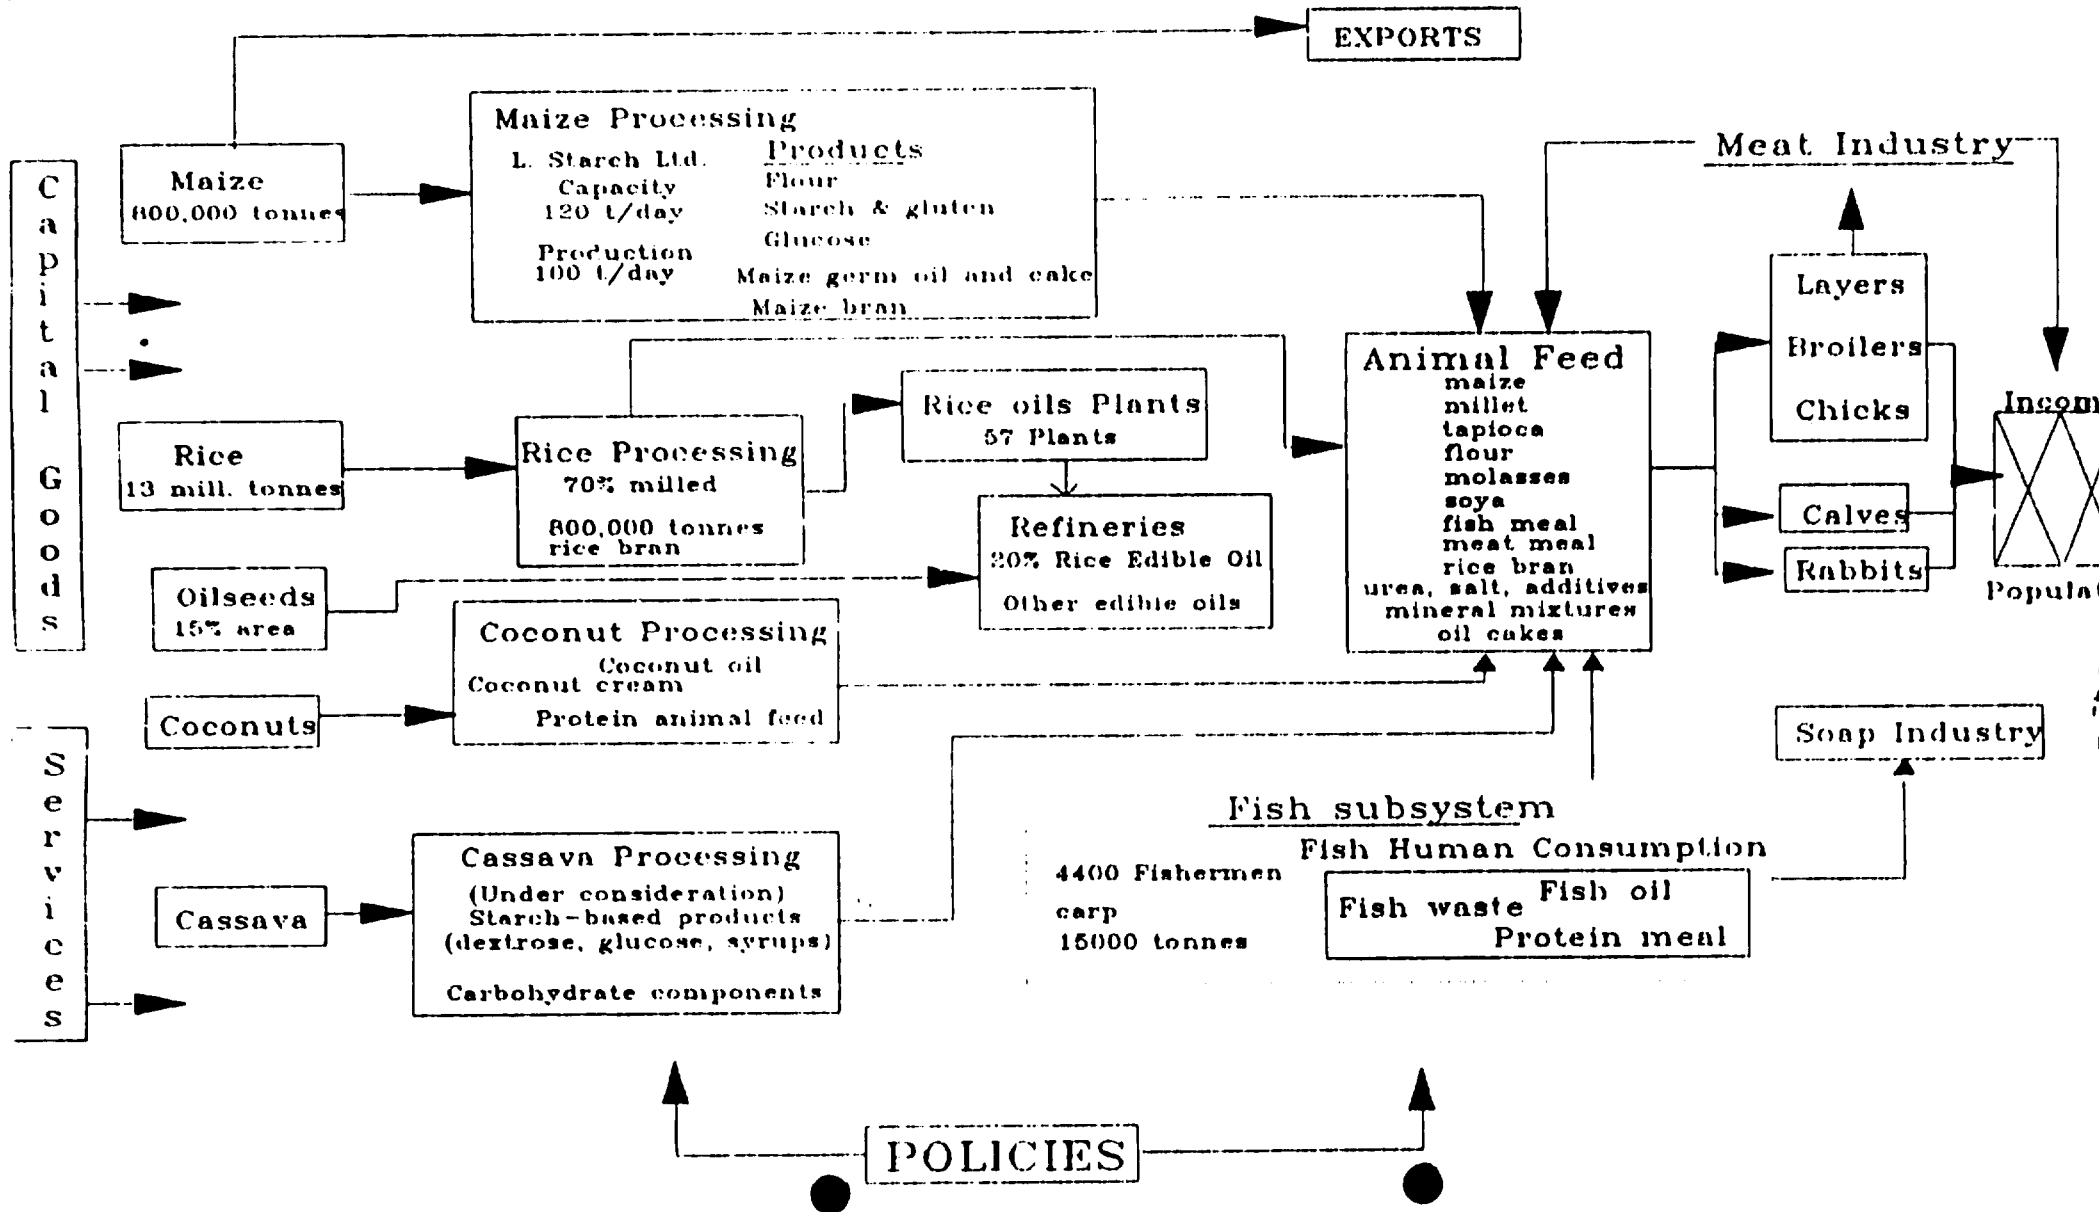 EXPORTS
Maize Processing
L. Starch Ltd.
Capacity
120 t/day
Production
100 t/day
Products
Flour
Starch & gluten
Glucose
Maize germ oil and cake
Maize bran
Meat Industry
Capital Goods
Maize
800,000 tonnes
Layers
Broilers
Chicks
Animal Feed
maize
millet
tapioca
flour
molasses
soya
fish meal
meat meal
rice bran
urea, salt, additives
mineral mixtures
oil cakes
Rice oils Plants
57 Plants
Incom
Rice
13 mill. tonnes
Rice Processing
70% milled
800,000 tonnes
rice bran
Refineries
20% Rice Edible Oil
Other edible oils
Calves
Rabbits
Populat
Oilseeds
15% area
Coconut Processing
Coconut oil
Coconut cream
Protein animal feed
Coconuts
Soap Industry
Services
Fish subsystem
Fish Human Consumption
4400 Fishermen
carp
15000 tonnes
Fish oil
Fish waste
Protein meal
Cassava Processing
(Under consideration)
Starch-based products
(dextrose, glucose, syrups)
Carbohydrate components
Cassava
POLICIES